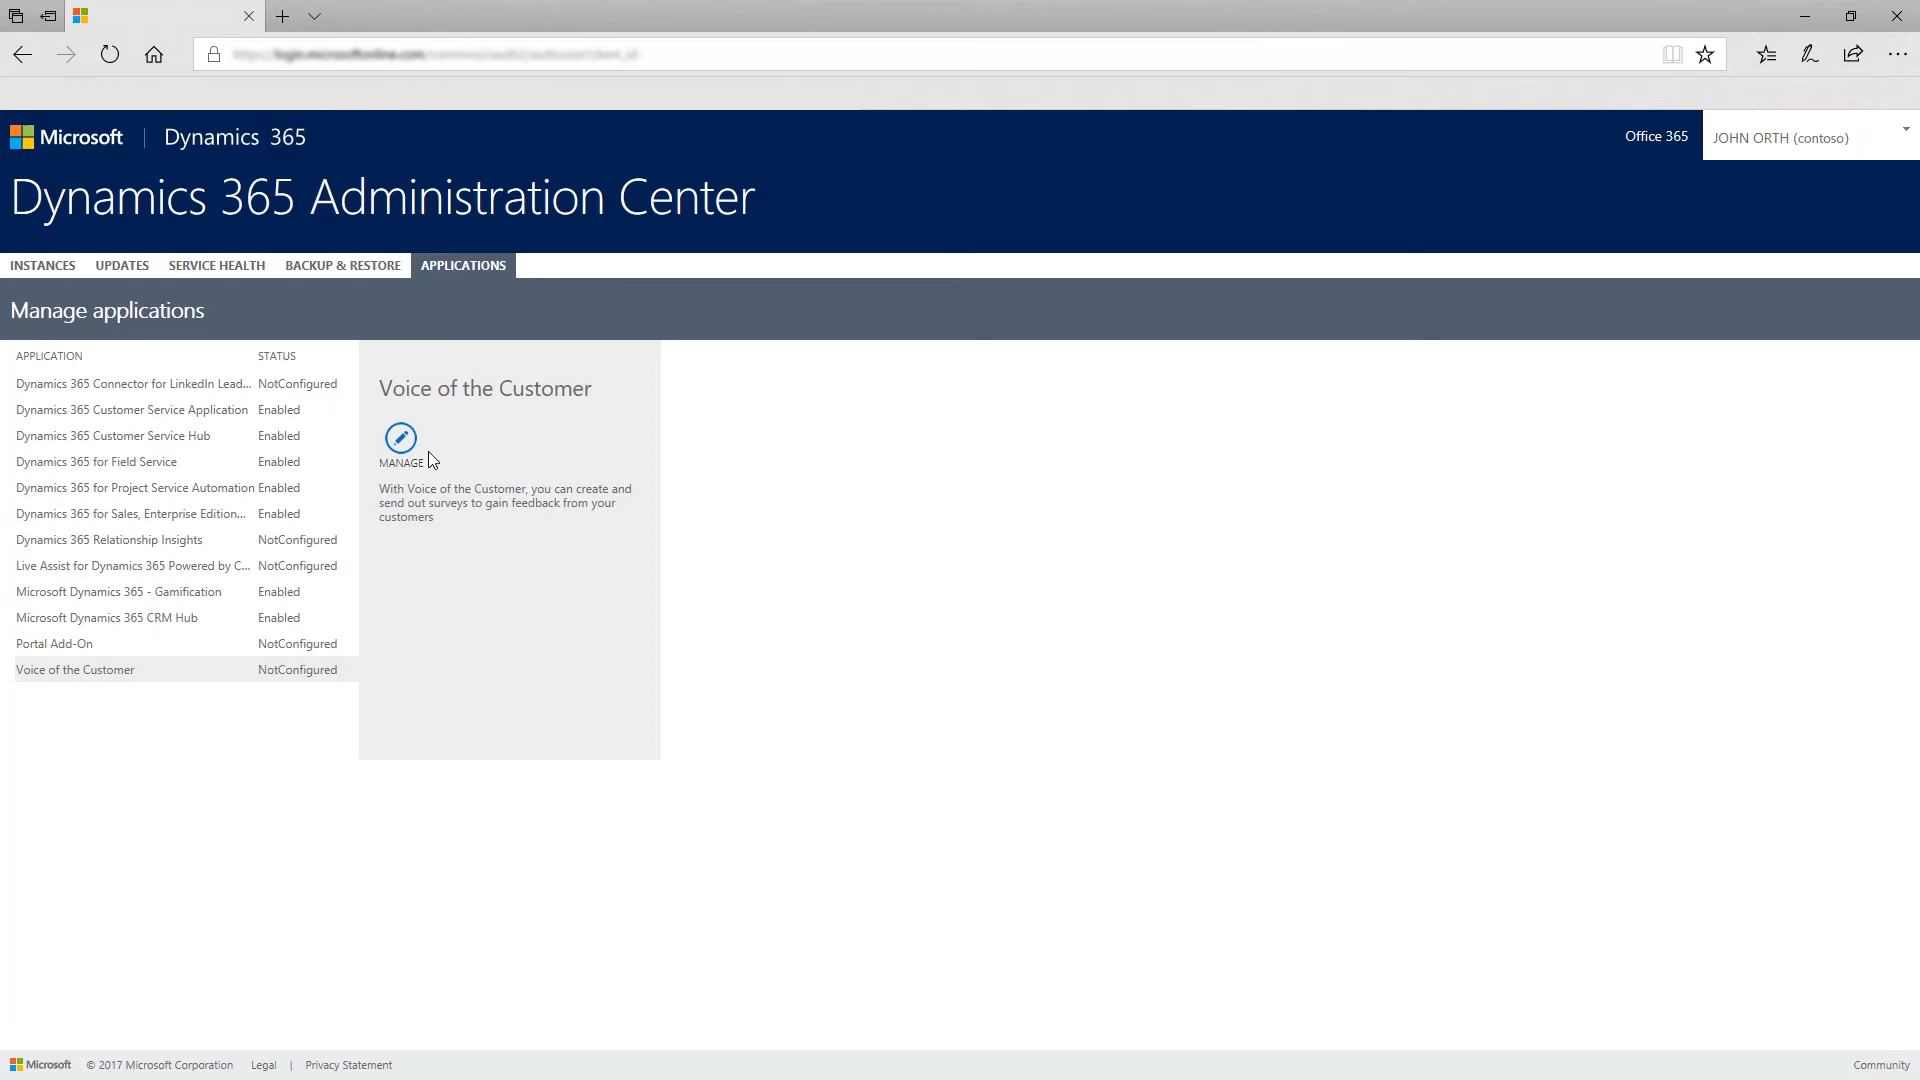 login.microsoftonline.com
Microsoft | Dynamics 365
Office 365
JOHN ORTH (contoso)
Dynamics 365 Administration Center
INSTANCES UPDATES SERVICE HEALTH BACKUP & RESTORE APPLICATIONS
Manage applications
APPLICATION STATUS
Dynamics 365 Connector for LinkedIn Lead... NotConfigured
Dynamics 365 Customer Service Application Enabled
Dynamics 365 Customer Service Hub Enabled
Dynamics 365 for Field Service Enabled
Dynamics 365 for Project Service Automation Enabled
Dynamics 365 for Sales, Enterprise Edition... Enabled
Dynamics 365 Relationship Insights NotConfigured
Live Assist for Dynamics 365 Powered by C... NotConfigured
Microsoft Dynamics 365 - Gamification Enabled
Microsoft Dynamics 365 CRM Hub Enabled
Portal Add-On NotConfigured
Voice of the Customer NotConfigured
Voice of the Customer
MANAGE
With Voice of the Customer, you can create and
send out surveys to gain feedback from your
customers
Microsoft © 2017 Microsoft Corporation Legal | Privacy Statement
Community